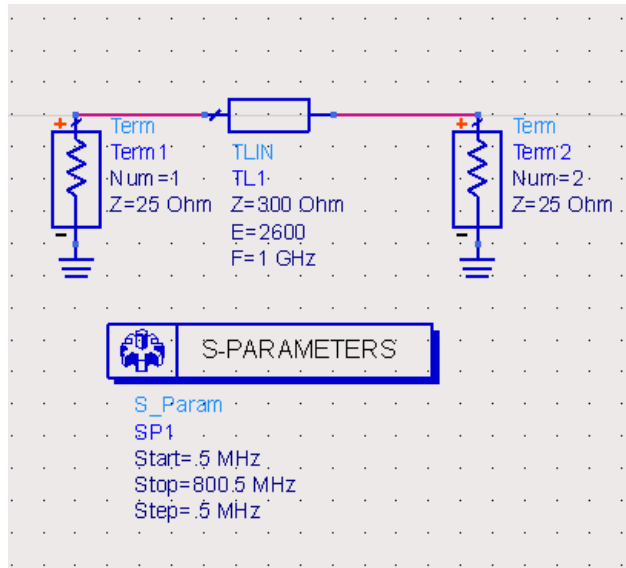 +
Term
Term1
Num=1
Z=25 Ohm
-
TLIN
TL1
Z=300 Ohm
E=2600
F=1 GHz
+
Term
Term2
Num=2
Z=25 Ohm
-
S-PARAMETERS
S_Param
SP1
Start=.5 MHz
Stop=800.5 MHz
Step=.5 MHz